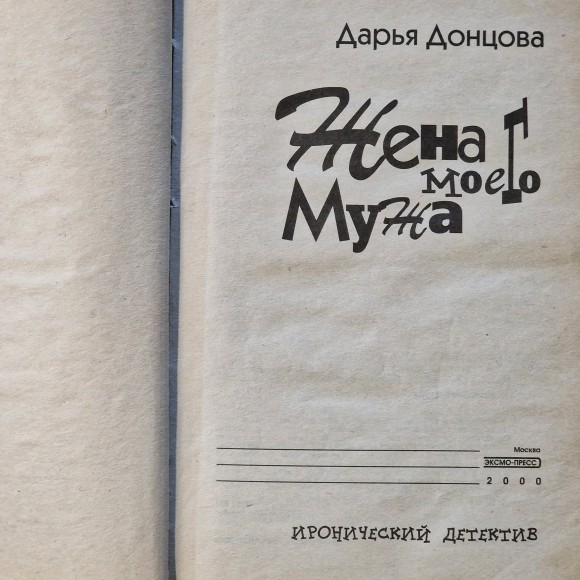 Дарья Донцова
Жена
моего
Мужа
Москва
ЭКСМО-ПРЕСС
2000
ИРОНИЧЕСКИЙ ДЕТЕКТИВ